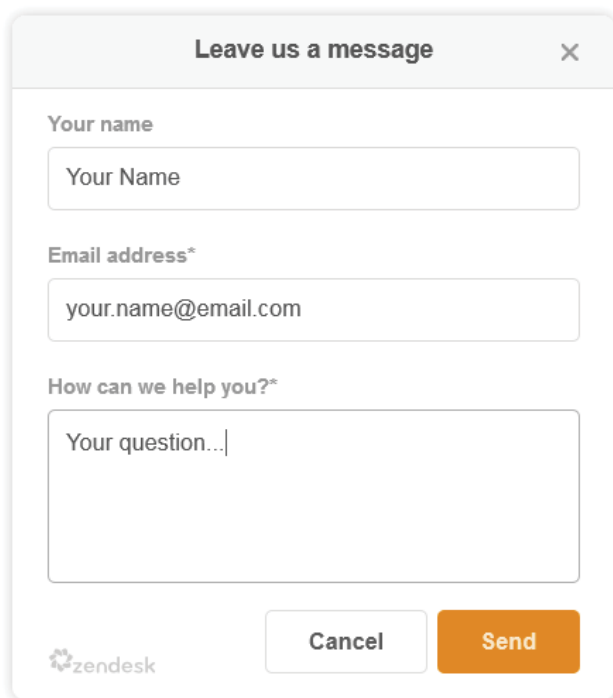 Leave us a message
Your name
Your Name
Email address*
your.name@email.com
How can we help you?*
Your question...
zendesk
Cancel
Send